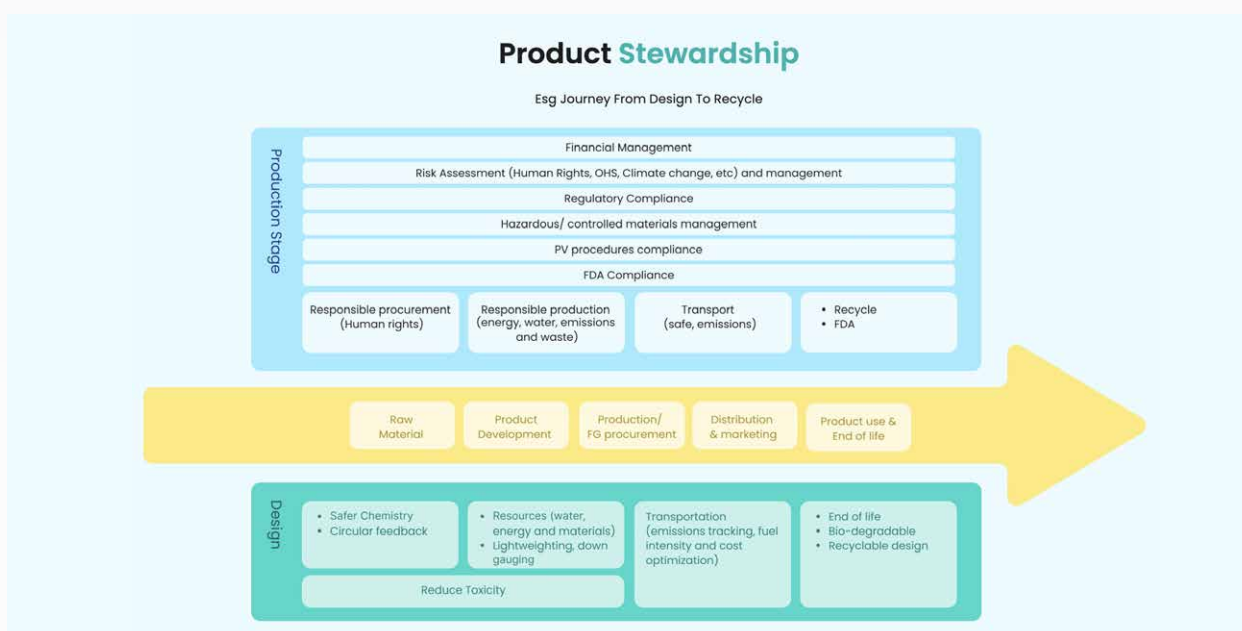 Product Stewardship
Esg Journey From Design To Recycle
Production Stage
Financial Management
Risk Assessment (Human Rights, OHS, Climate change, etc) and management
Regulatory Compliance
Hazardous/ controlled materials management
PV procedures compliance
FDA Compliance
Responsible procurement
(Human rights)
Responsible production
(energy, water, emissions
and waste)
Transport
(safe, emissions)
• Recycle
• FDA
Raw
Material
Product
Development
Production/
FG procurement
Distribution
& marketing
Product use &
End of life
Design
• Safer Chemistry
• Circular feedback
• Resources (water,
energy and materials)
• Lightweighting, down
gauging
Reduce Toxicity
Transportation
(emissions tracking, fuel
intensity and cost
optimization)
• End of life
• Bio-degradable
• Recyclable design